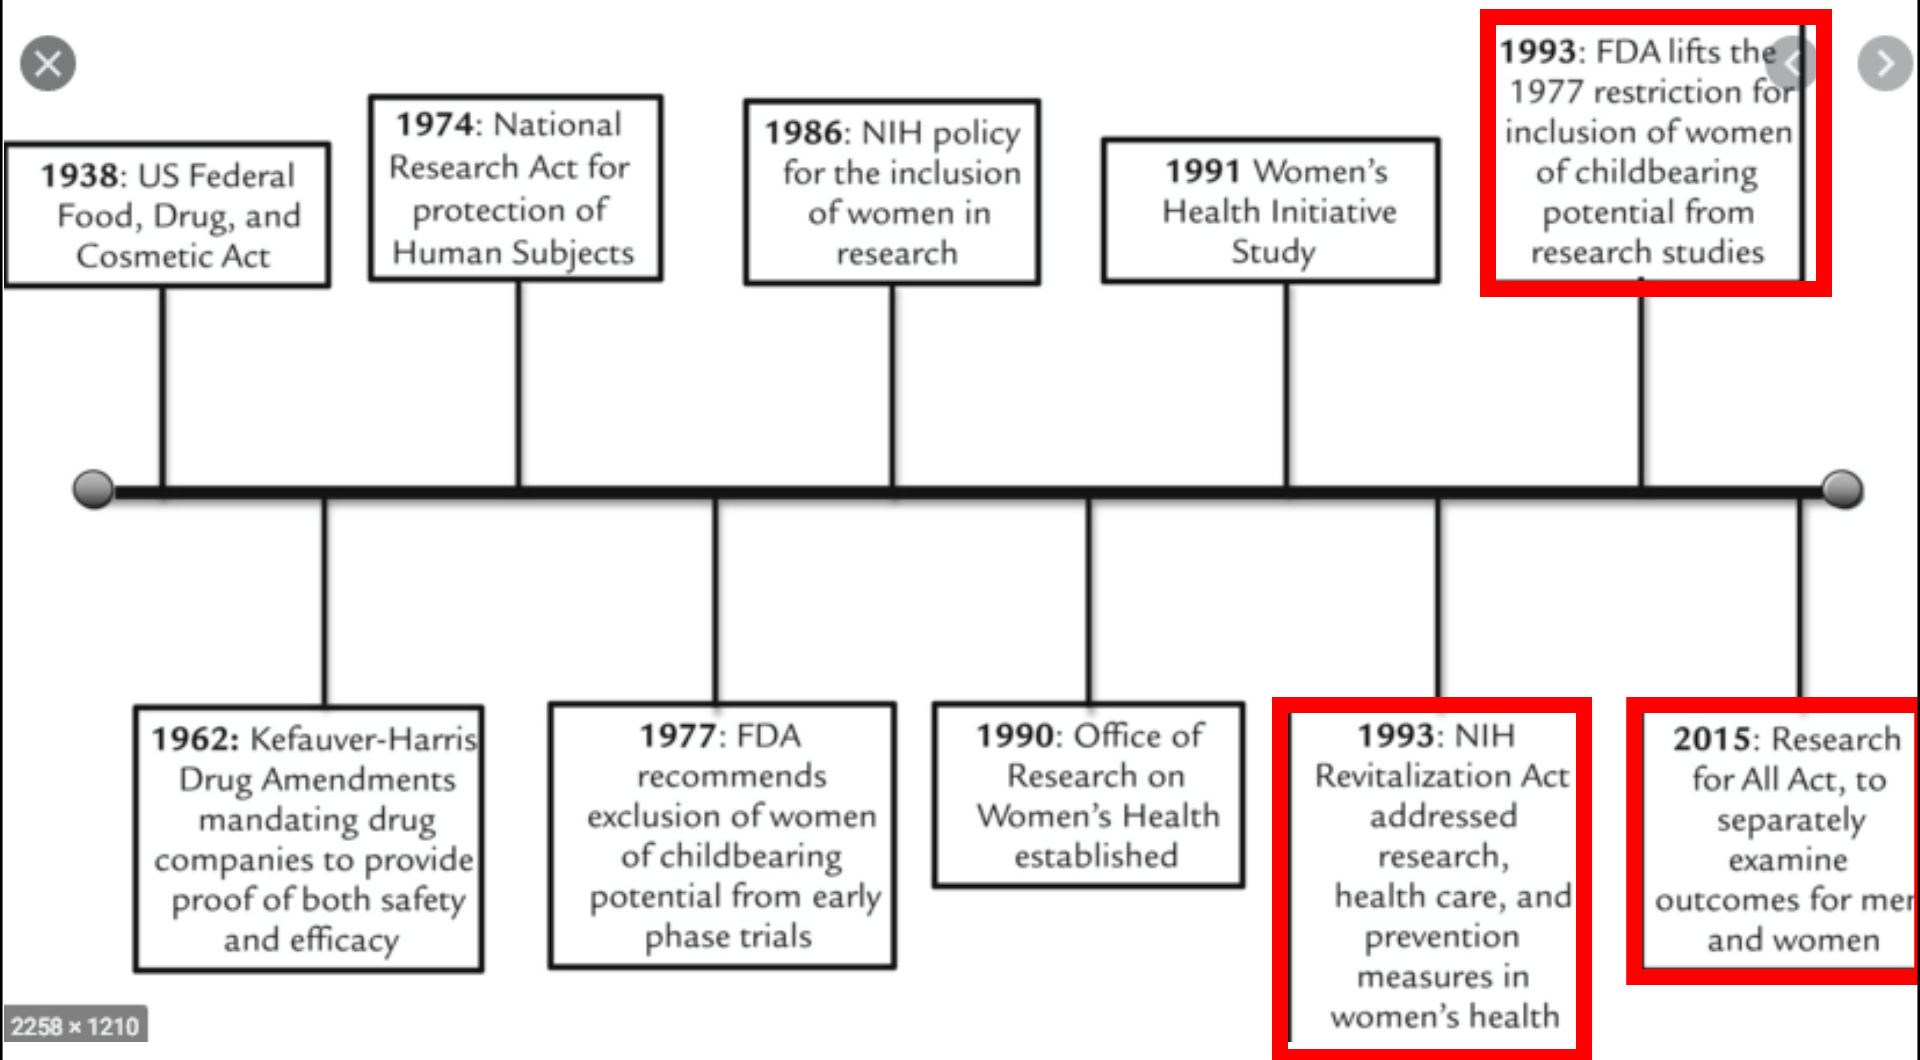 1938: US Federal
Food, Drug, and
Cosmetic Act
1974: National
Research Act for
protection of
Human Subjects
1986: NIH policy
for the inclusion
of women in
research
1991 Women's
Health Initiative
Study
1993: FDA lifts the
1977 restriction for
inclusion of women
of childbearing
potential from
research studies
1962: Kefauver-Harris
Drug Amendments
mandating drug
companies to provide
proof of both safety
and efficacy
1977: FDA
recommends
exclusion of women
of childbearing
potential from early
phase trials
1990: Office of
Research on
Women's Health
established
1993: NIH
Revitalization Act
addressed
research,
health care, and
prevention
measures in
women's health
2015: Research
for All Act, to
separately
examine
outcomes for men
and women
2258 × 1210